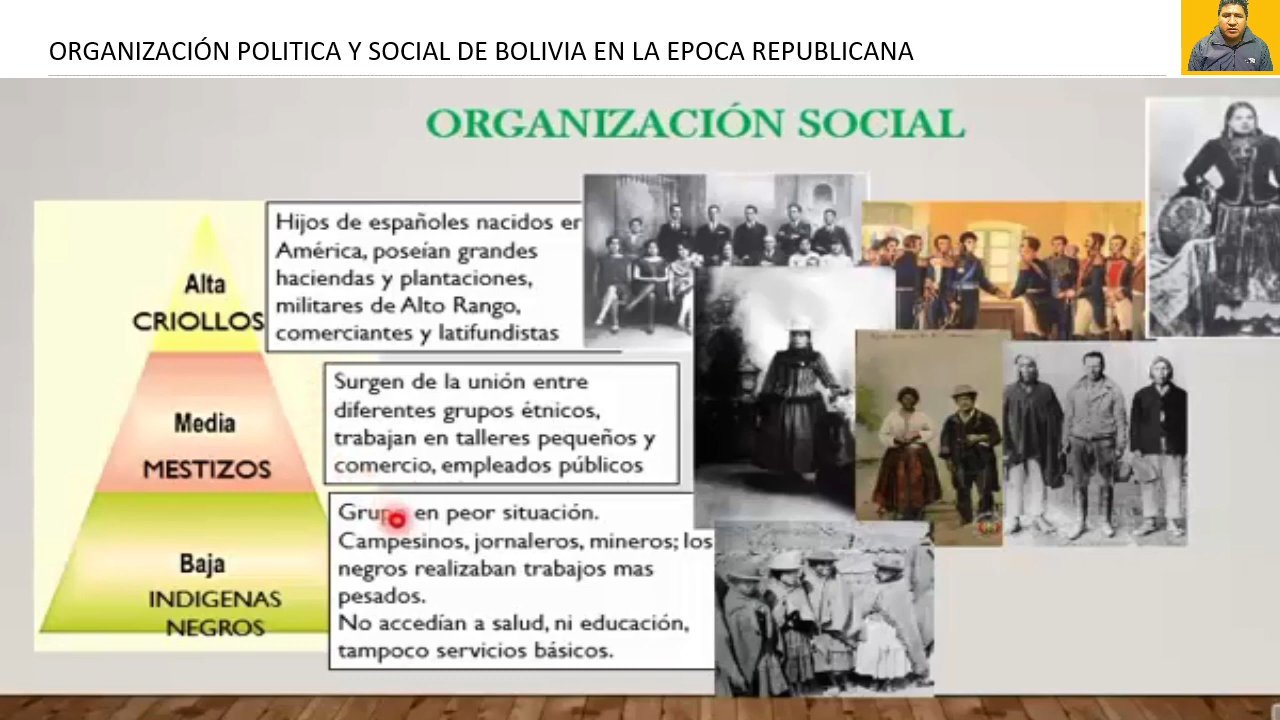 ORGANIZACIÓN POLITICA Y SOCIAL DE BOLIVIA EN LA EPOCA REPUBLICANA
ORGANIZACIÓN SOCIAL
Alta
CRIOLLOS
Hijos de españoles nacidos en
América, poseían grandes
haciendas y plantaciones,
militares de Alto Rango,
comerciantes y latifundistas
Media
MESTIZOS
Surgen de la unión entre
diferentes grupos étnicos,
trabajan en talleres pequeños y
comercio, empleados públicos
Baja
INDIGENAS
NEGROS
Grupo en peor situación.
Campesinos, jornaleros, mineros; los
negros realizaban trabajos mas
pesados.
No accedían a salud, ni educación,
tampoco servicios básicos.